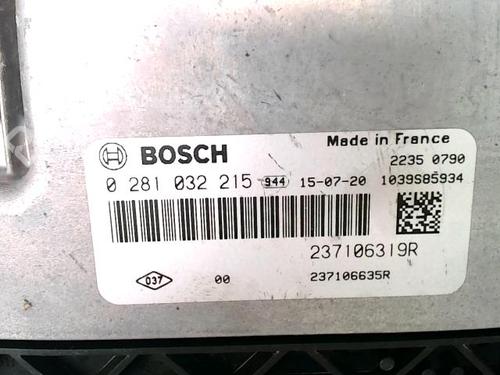 Made in France
BOSCH
2235 0790
0 281 032 215 944 15-07-20 1039S85934
237106319R
037 00 237106635R